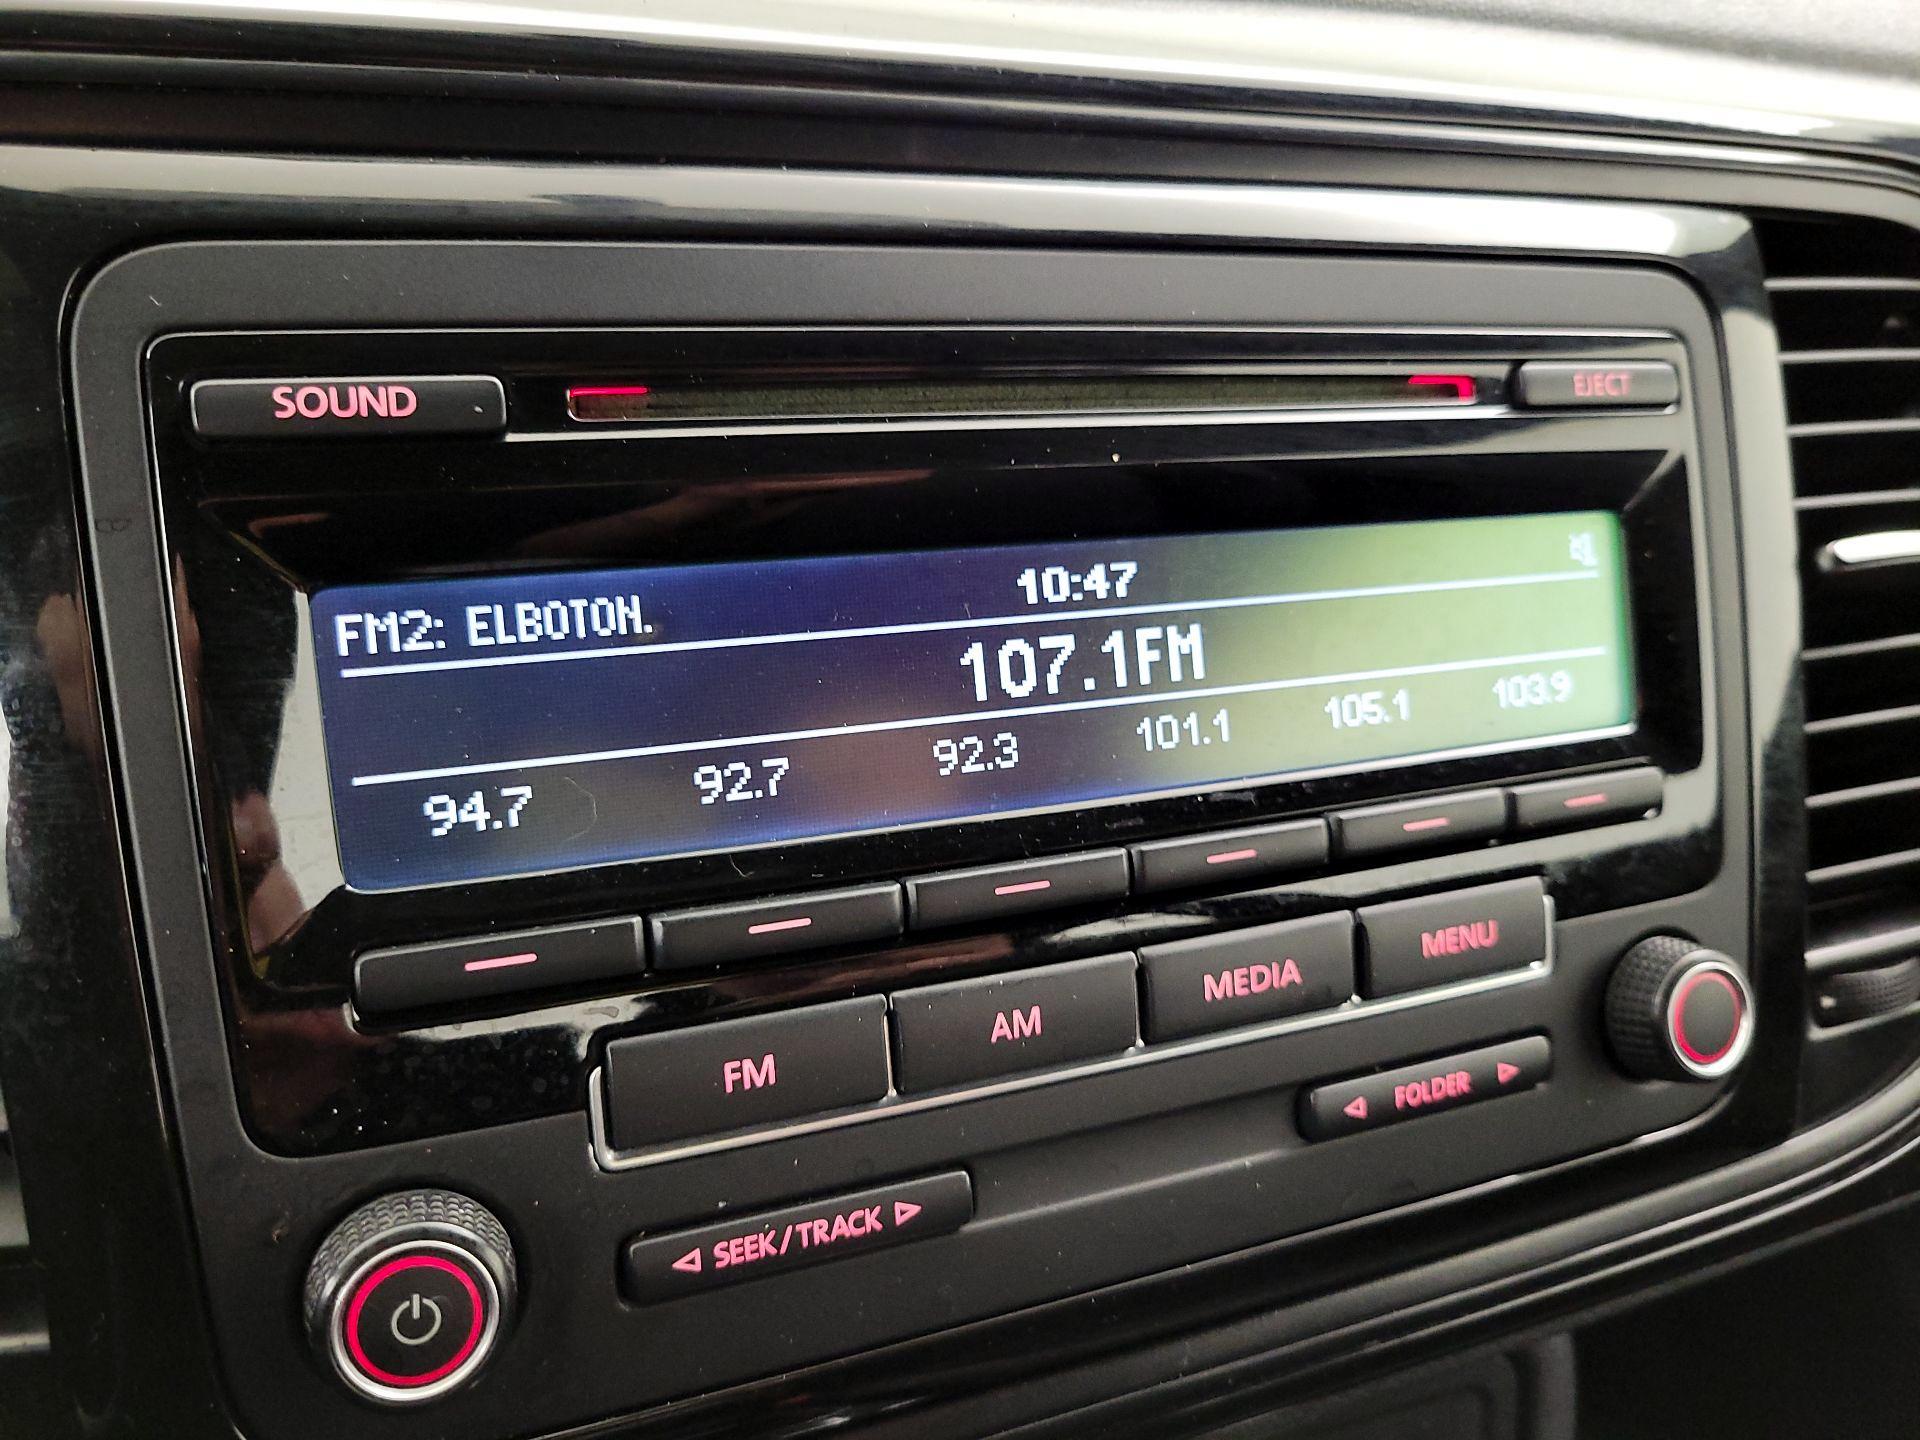 SOUND
EJECT
FM2: ELBOTON. 10:47
107.1FM
94.7 92.7 92.3 101.1 105.1 103.9
FM AM MEDIA MENU
SEEK/TRACK
FOLDER